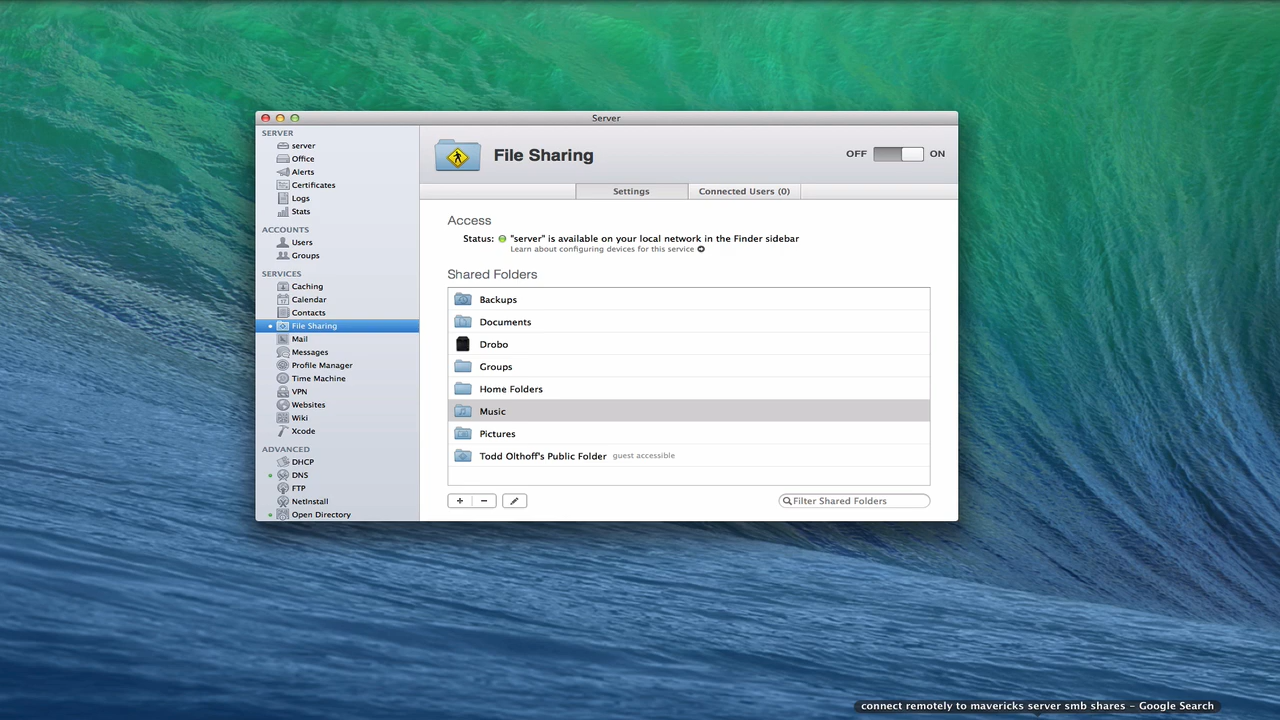 Server
SERVER
server
Office
Alerts
Certificates
Logs
Stats
ACCOUNTS
Users
Groups
SERVICES
Caching
Calendar
Contacts
File Sharing
Mail
Messages
Profile Manager
Time Machine
VPN
Websites
Wiki
Xcode
ADVANCED
DHCP
DNS
FTP
NetInstall
Open Directory
File Sharing
OFF ON
Settings Connected Users (0)
Access
Status: "server" is available on your local network in the Finder sidebar
Learn about configuring devices for this service
Shared Folders
Backups
Documents
Drobo
Groups
Home Folders
Music
Pictures
Todd Olthoff's Public Folder guest accessible
+ −
Filter Shared Folders
connect remotely to mavericks server smb shares – Google Search